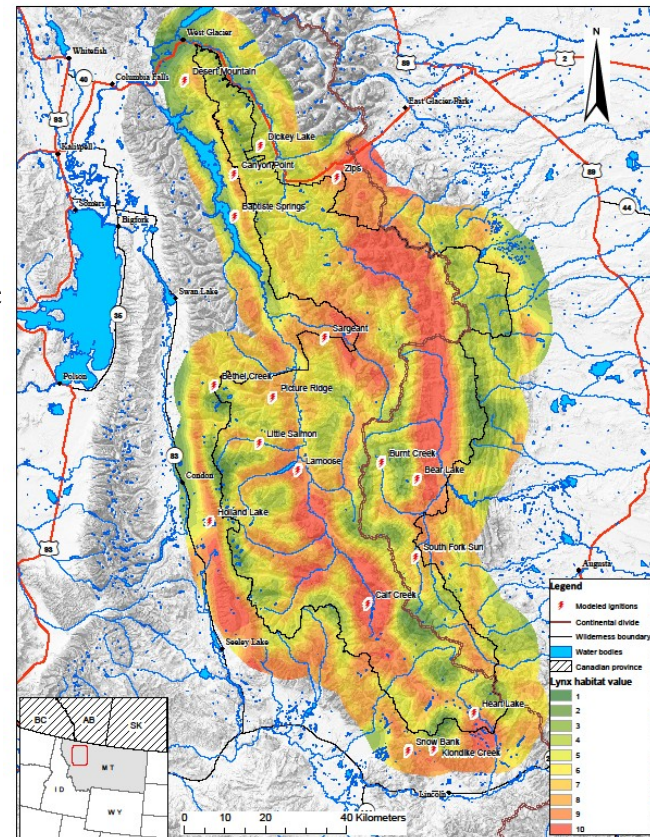 West Glacier
Whitefish
89
2
40
Columbia Falls
Desert Mountain
East Glacier Park
93
Dickey Lake
Kalispell
Canyon Point
Zips
89
44
Somers
Baptiste Springs
Bigfork
Swan Lake
35
Sargeant
Polson
Bethel Creek
Picture Ridge
Little Salmon
83
Burnt Creek
Condon
Lamoose
Bear Lake
Holland Lake
93
South Fork Sun
Augusta
Calf Creek
Seeley Lake
Heart Lake
Snow Bank
Klondike Creek
Lincoln
Legend
Modeled Ignitions
Continental divide
Wilderness boundary
Water bodies
Canadian province
Lynx habitat value
1
2
3
4
5
6
7
8
9
10
BC
AB
SK
MT
ID
WY
0 20 40 Kilometers